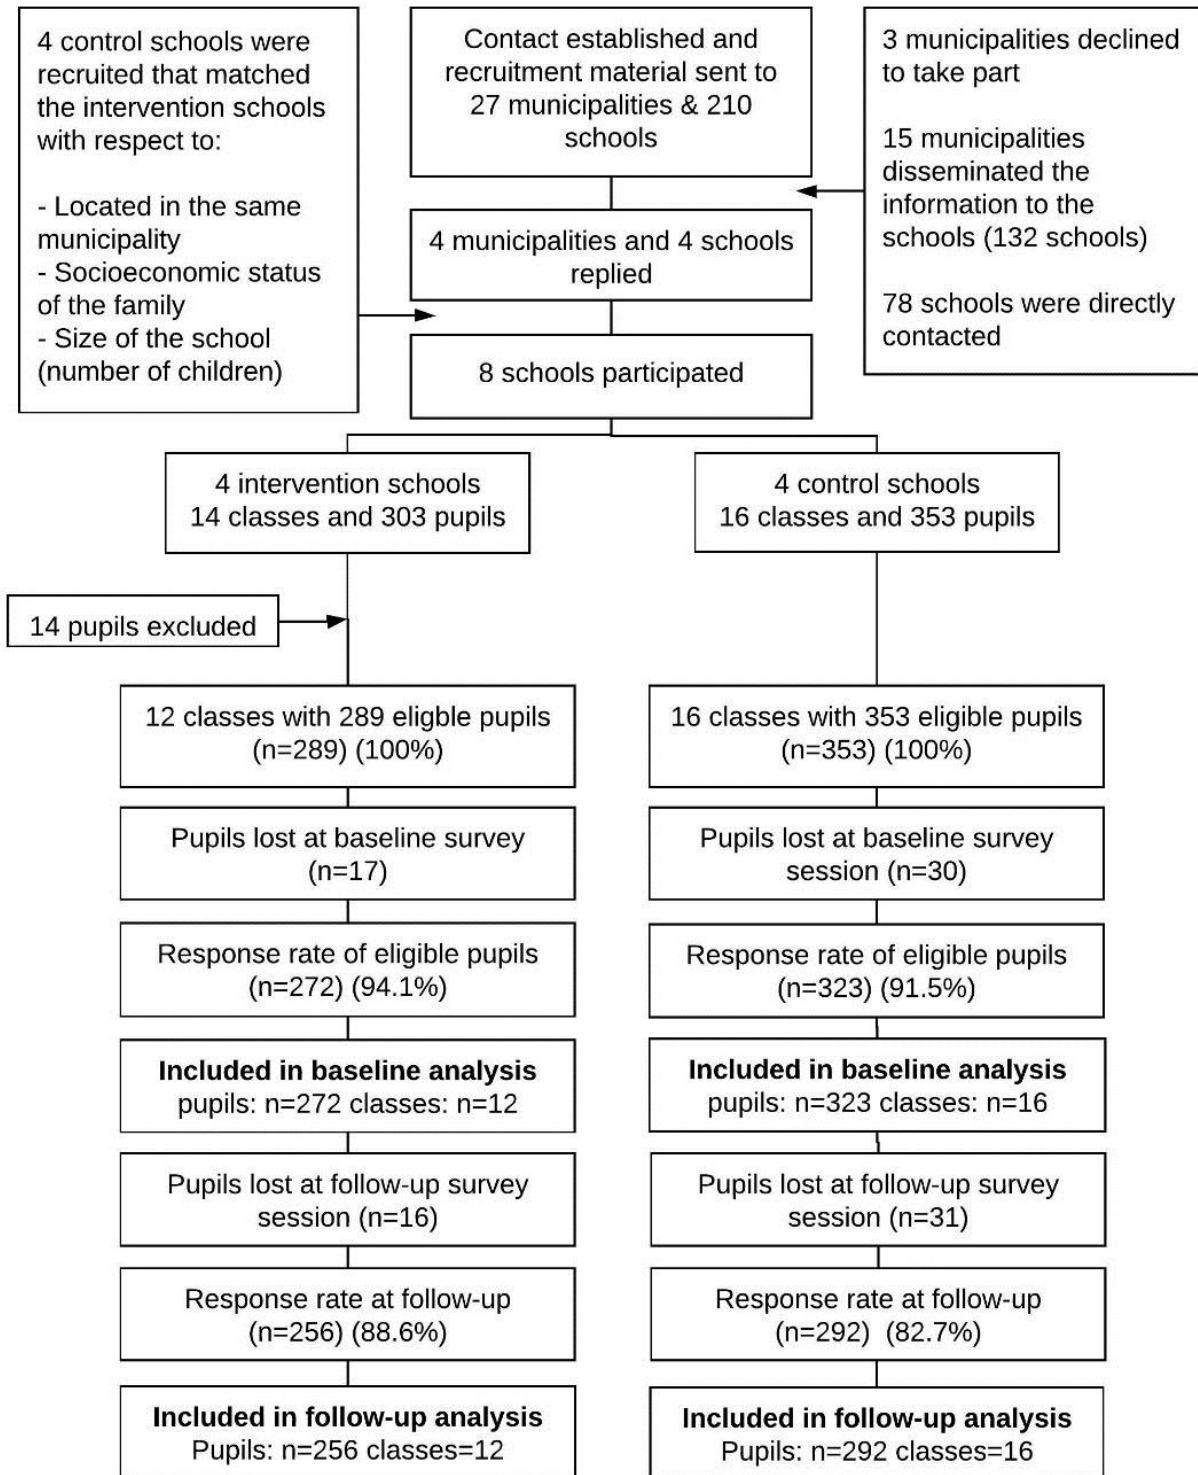 4 control schools were
recruited that matched
the intervention schools
with respect to:
- Located in the same
municipality
- Socioeconomic status
of the family
- Size of the school
(number of children)
Contact established and
recruitment material sent to
27 municipalities & 210
schools
3 municipalities declined
to take part
15 municipalities
disseminated the
information to the
schools (132 schools)
78 schools were directly
contacted
4 municipalities and 4 schools
replied
8 schools participated
4 intervention schools
14 classes and 303 pupils
4 control schools
16 classes and 353 pupils
14 pupils excluded
12 classes with 289 eligble pupils
(n=289) (100%)
16 classes with 353 eligible pupils
(n=353) (100%)
Pupils lost at baseline survey
(n=17)
Pupils lost at baseline survey
session (n=30)
Response rate of eligible pupils
(n=272) (94.1%)
Response rate of eligible pupils
(n=323) (91.5%)
Included in baseline analysis
pupils: n=272 classes: n=12
Included in baseline analysis
pupils: n=323 classes: n=16
Pupils lost at follow-up survey
session (n=16)
Pupils lost at follow-up survey
session (n=31)
Response rate at follow-up
(n=256) (88.6%)
Response rate at follow-up
(n=292) (82.7%)
Included in follow-up analysis
Pupils: n=256 classes=12
Included in follow-up analysis
Pupils: n=292 classes=16